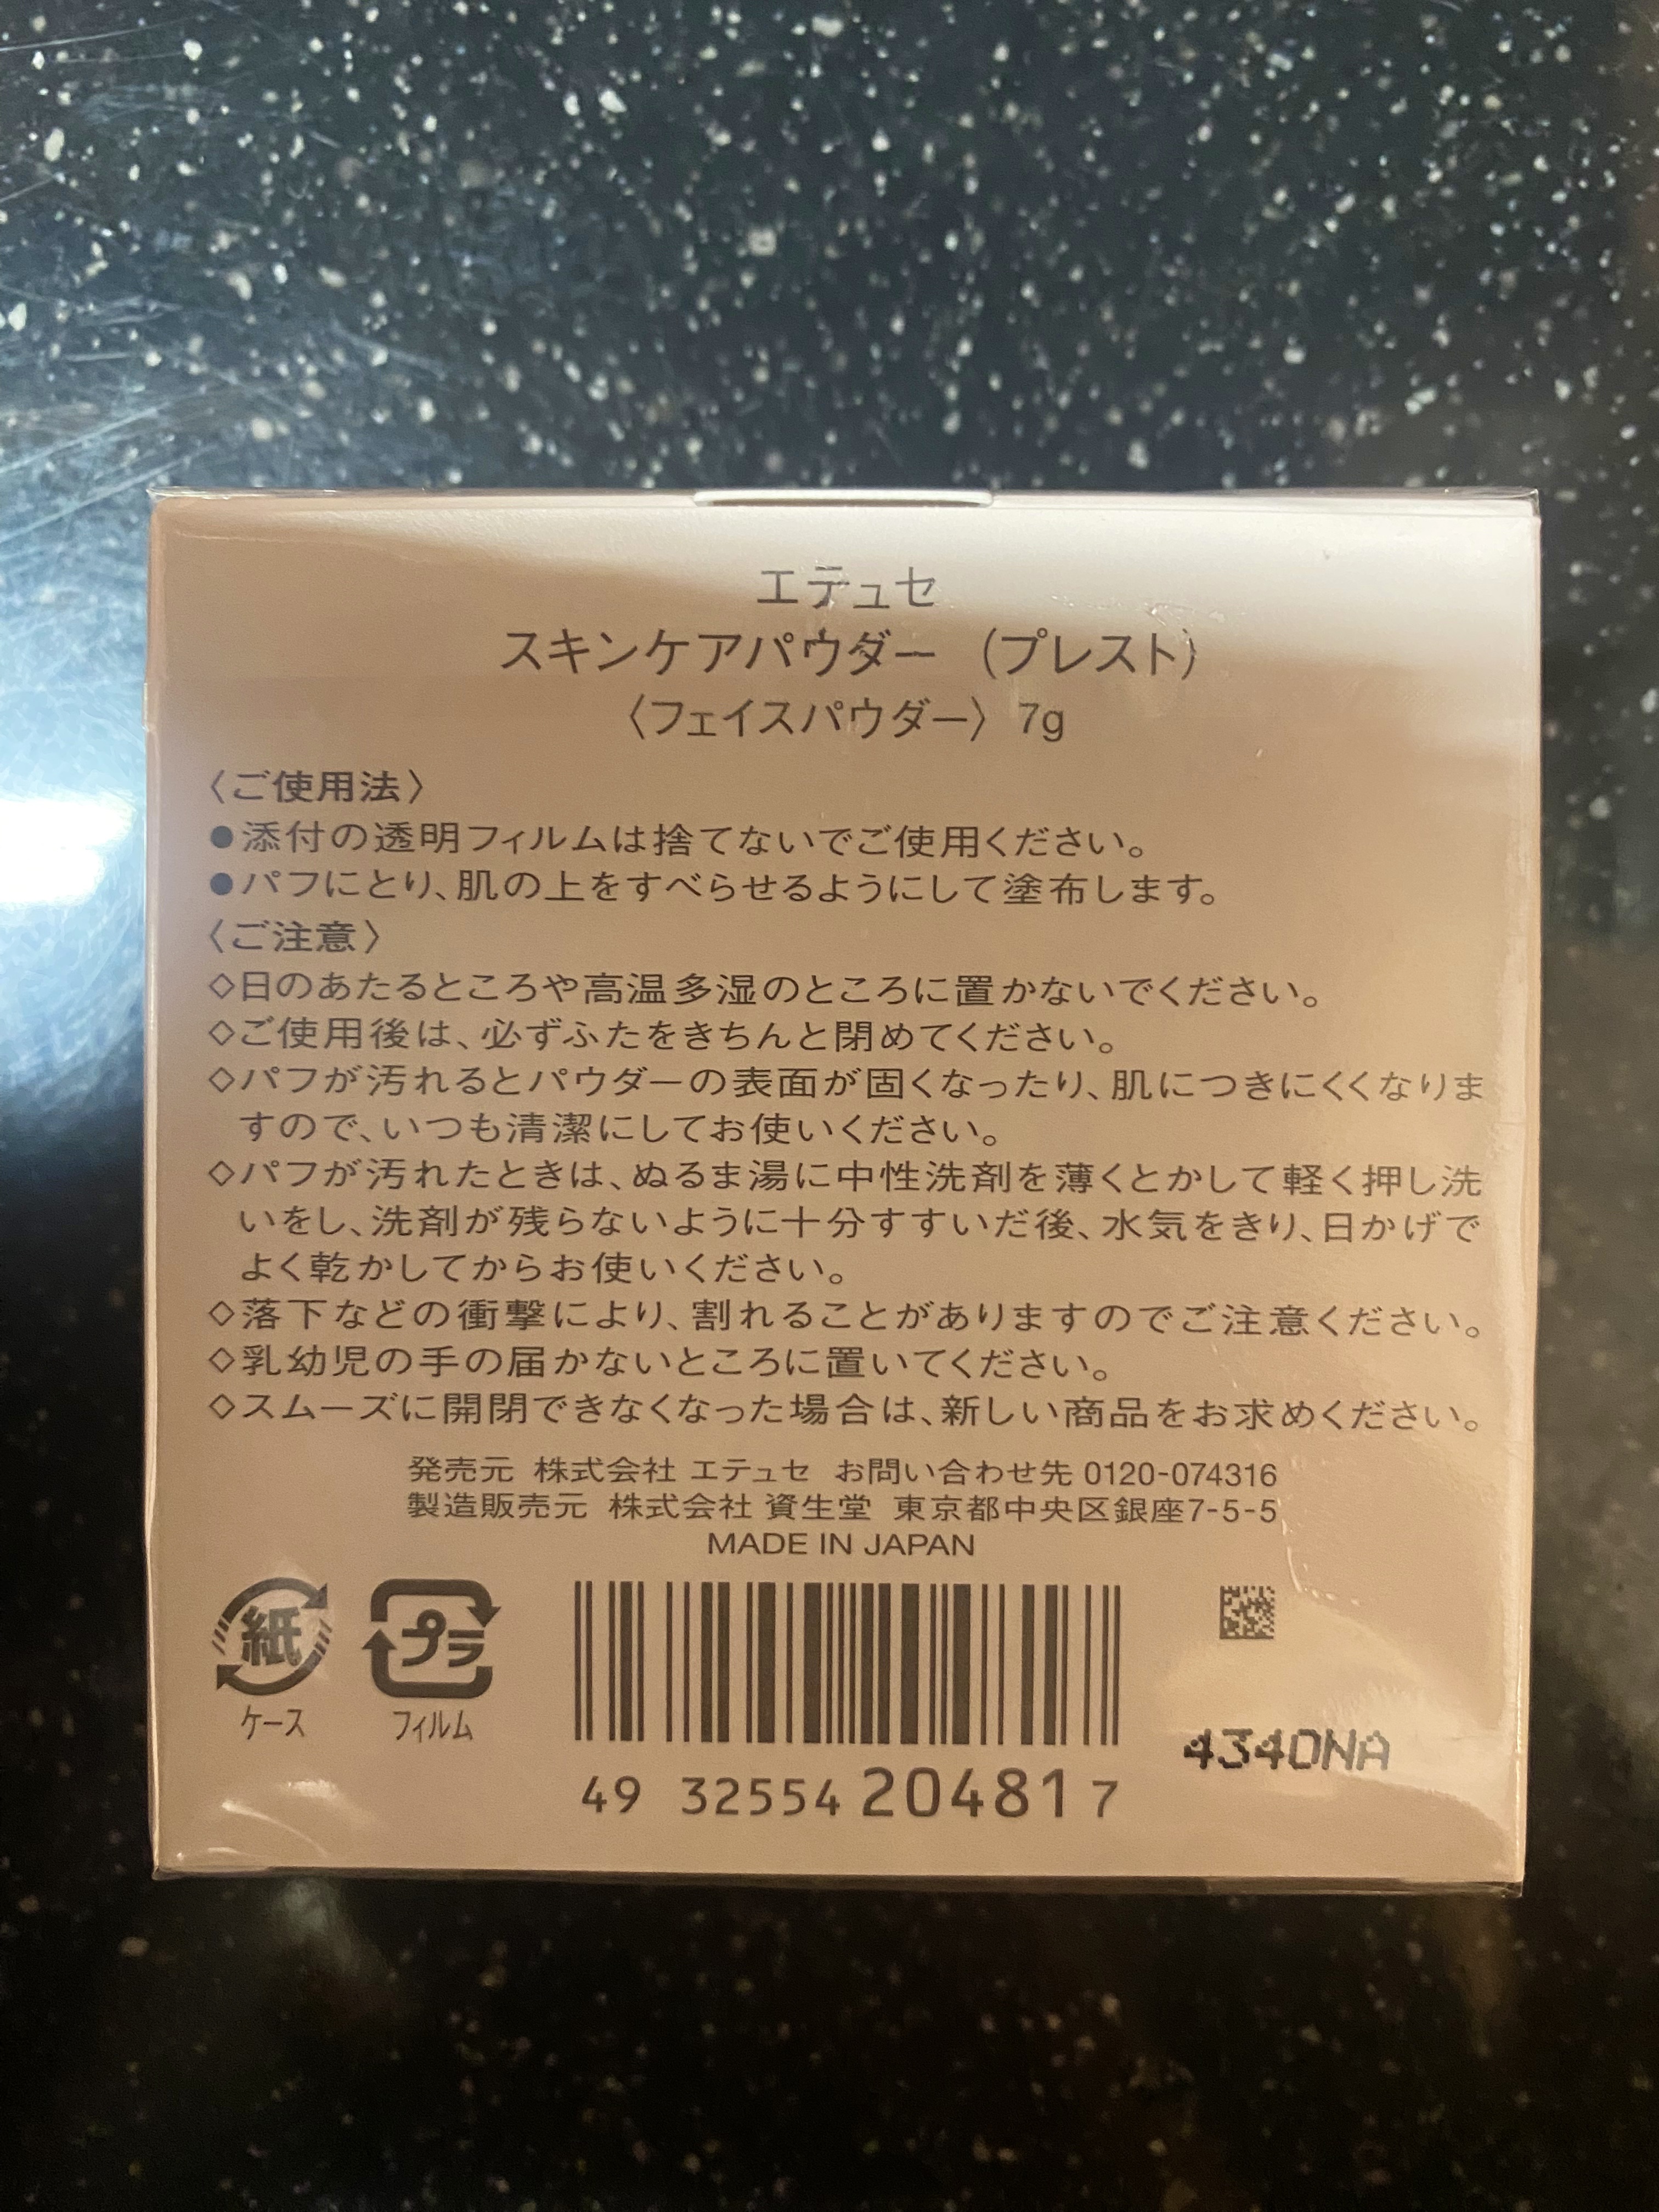 エテュセ
スキンケアパウダー (プレスト)
〈フェイスパウダー〉 7g
〈ご使用法〉
●添付の透明フィルムは捨てないでご使用ください。
●パフにとり、肌の上をすべらせるようにして塗布します。
〈ご注意〉
◇日のあたるところや高温多湿のところに置かないでください。
◇ご使用後は、必ずふたをきちんと閉めてください。
◇パフが汚れるとパウダーの表面が固くなったり、肌につきにくくなりま
すので、いつも清潔にしてお使いください。
◇パフが汚れたときは、ぬるま湯に中性洗剤を薄くとかして軽く押し洗
いをし、洗剤が残らないように十分すすいだ後、水気をきり、日かげで
よく乾かしてからお使いください。
◇落下などの衝撃により、割れることがありますのでご注意ください。
◇乳幼児の手の届かないところに置いてください。
◇スムーズに開閉できなくなった場合は、新しい商品をお求めください。
発売元 株式会社 エテュセ お問い合わせ先 0120-074316
製造販売元 株式会社 資生堂 東京都中央区銀座7-5-5
MADE IN JAPAN
紙 プラ
ケース フィルム
49 32554 20481 7
4340NA